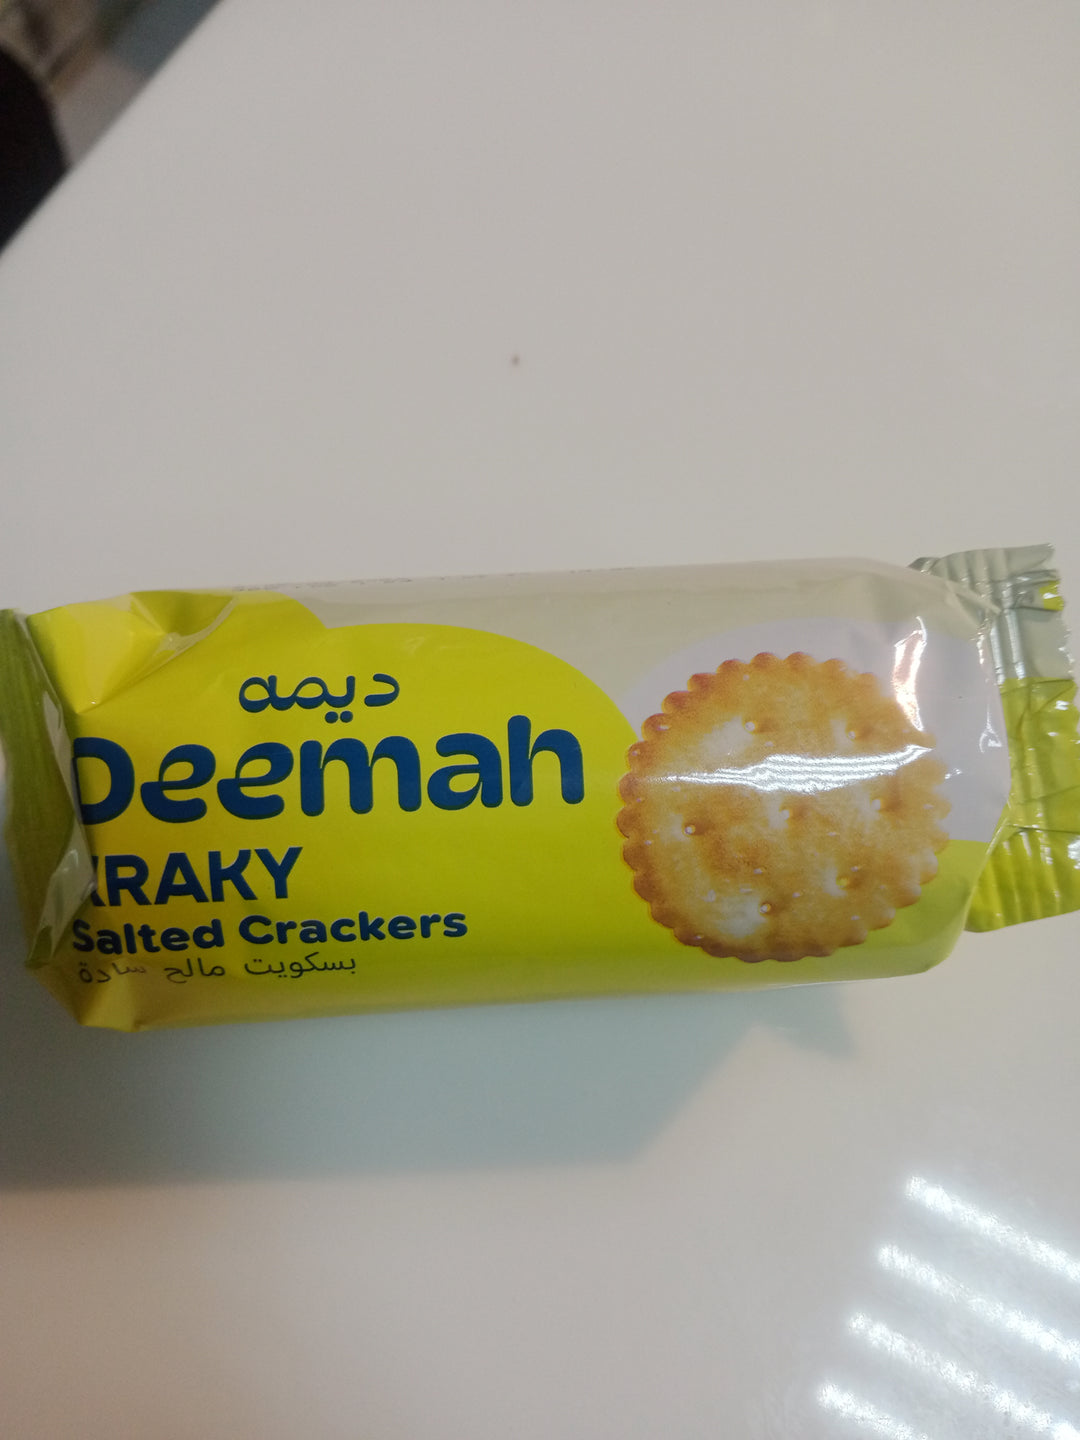 ديمه
Deemah
KRAKY
Salted Crackers
بسكويت مالح سادة